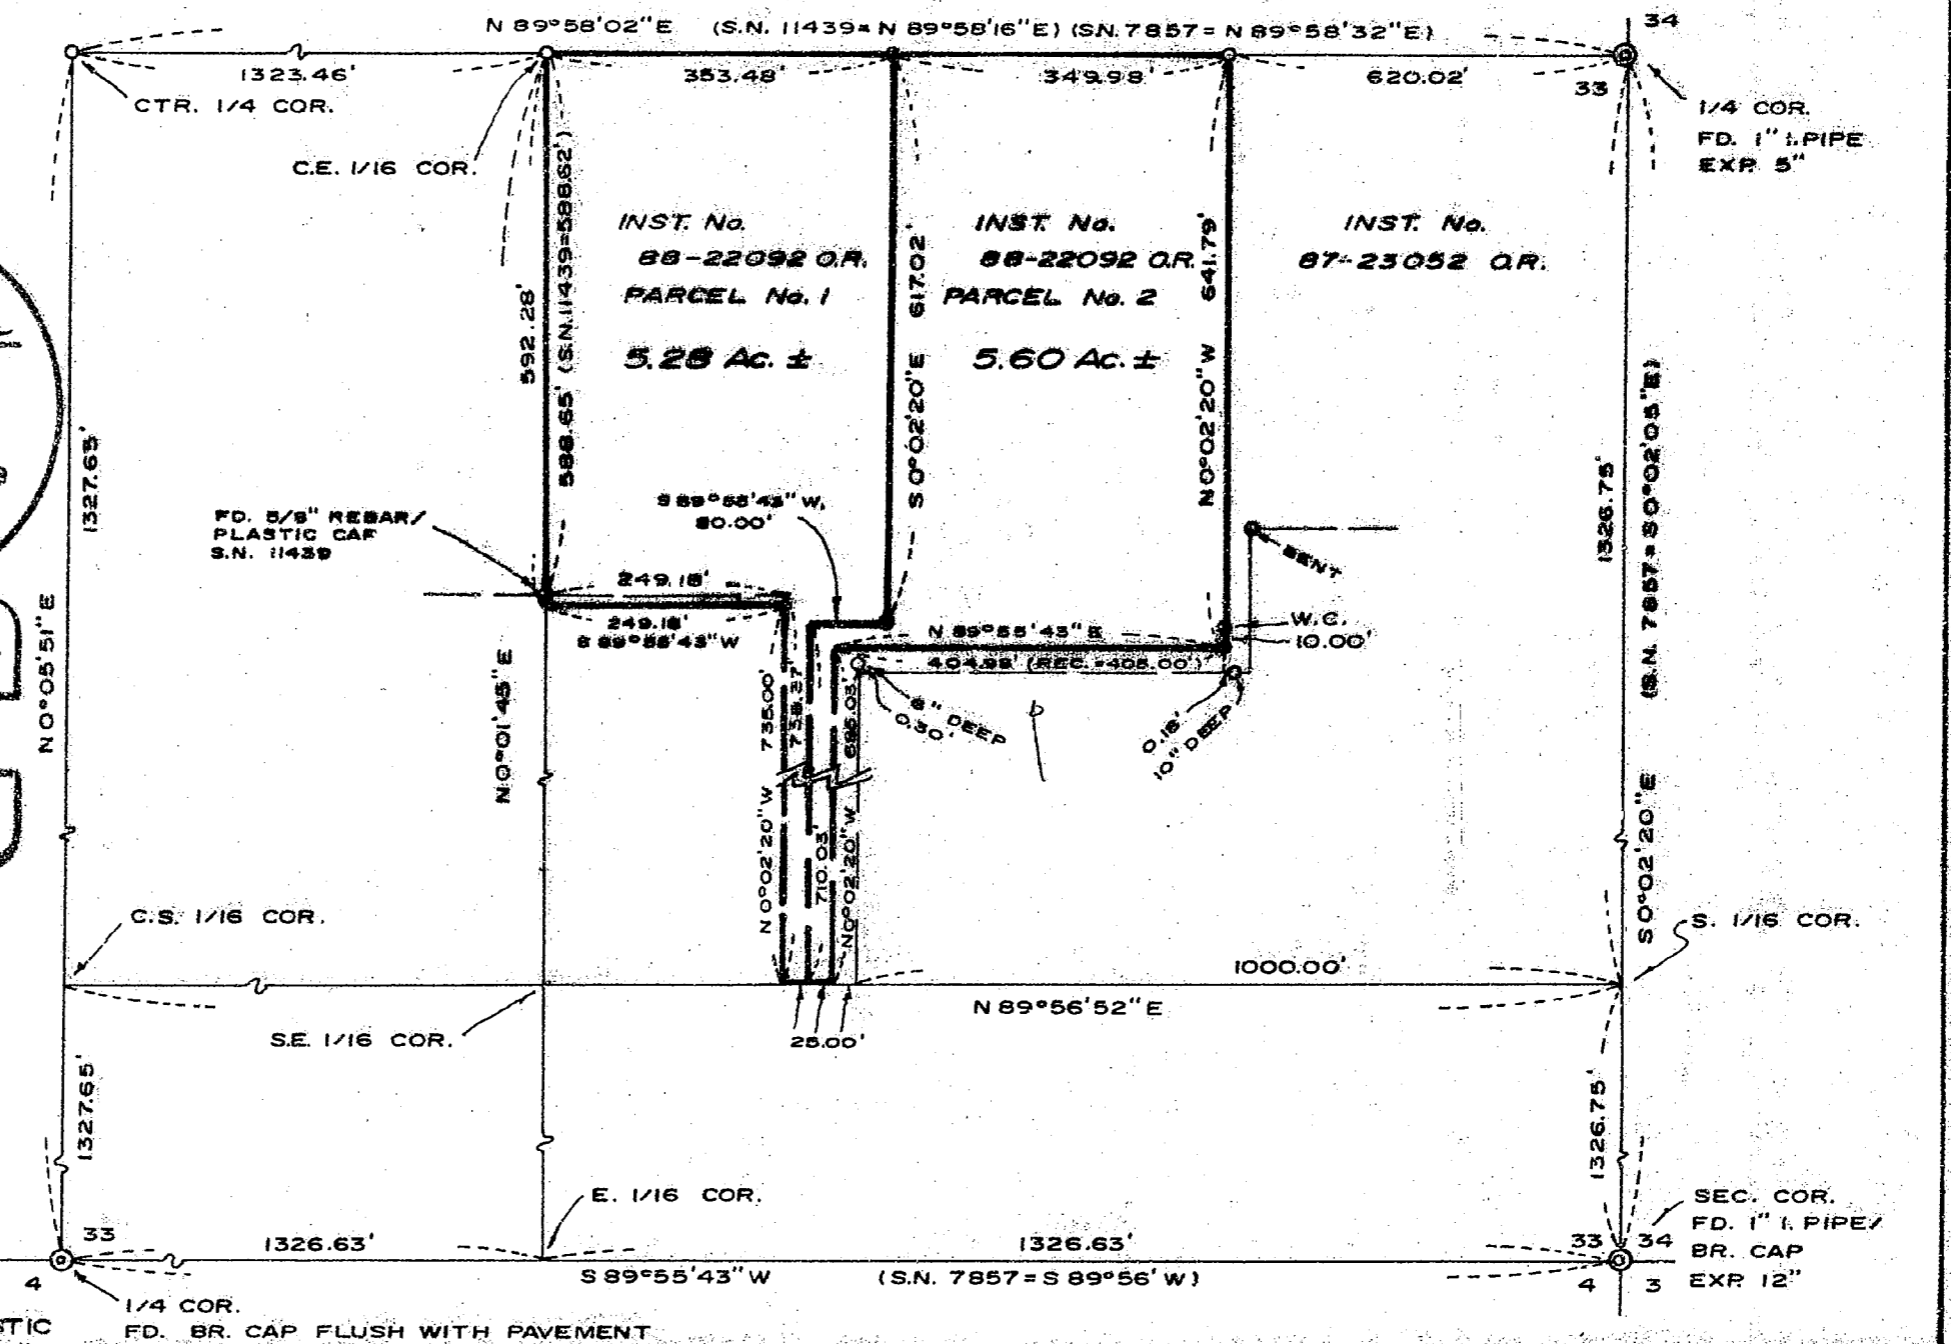 N 89°58'02"E (S.N. 11439= N 89°58'16"E) (S.N. 7857= N 89°58'32"E)
34
1323.46'
353.48'
349.98'
620.02'
33
CTR. 1/4 COR.
1/4 COR.
FD. 1" I. PIPE
EXP. 5"
C.E. 1/16 COR.
INST. No.
88-22092 O.R.
PARCEL No. 1
5.28 Ac. ±
INST. No.
88-22092 O.R.
PARCEL No. 2
5.60 Ac. ±
INST. No.
87-23052 O.R.
592.28'
588.65' (S.N. 11439=588.62')
S 0°02'20"E 617.02'
N 0°02'20"W 641.79'
1327.65'
N 0°05'51"E
1326.75'
(S.N. 7857=S 0°02'05"E)
S 0°02'20"E
FD. 5/8" REBAR/
PLASTIC CAP
S.N. 11439
S 89°55'43" W,
80.00'
249.18'
249.18'
S 89°55'43" W
N 0°01'45"E
BENT
W.C.
10.00'
N 89°55'43" E
404.98' (REC.=405.00')
6" DEEP
0.30'
0.18'
10" DEEP
N 0°02'20"W 735.00'
710.03'
N 0°02'20"W
C.S. 1/16 COR.
S. 1/16 COR.
1000.00'
N 89°56'52"E
S.E. 1/16 COR.
25.00'
1327.65'
1326.75'
E. 1/16 COR.
SEC. COR.
FD. 1" I. PIPE/
BR. CAP
EXP. 12"
33
1326.63'
1326.63'
33 34
S 89°55'43"W (S.N. 7857=S 89°56'W)
4
4 3
1/4 COR.
FD. BR. CAP FLUSH WITH PAVEMENT
STIC